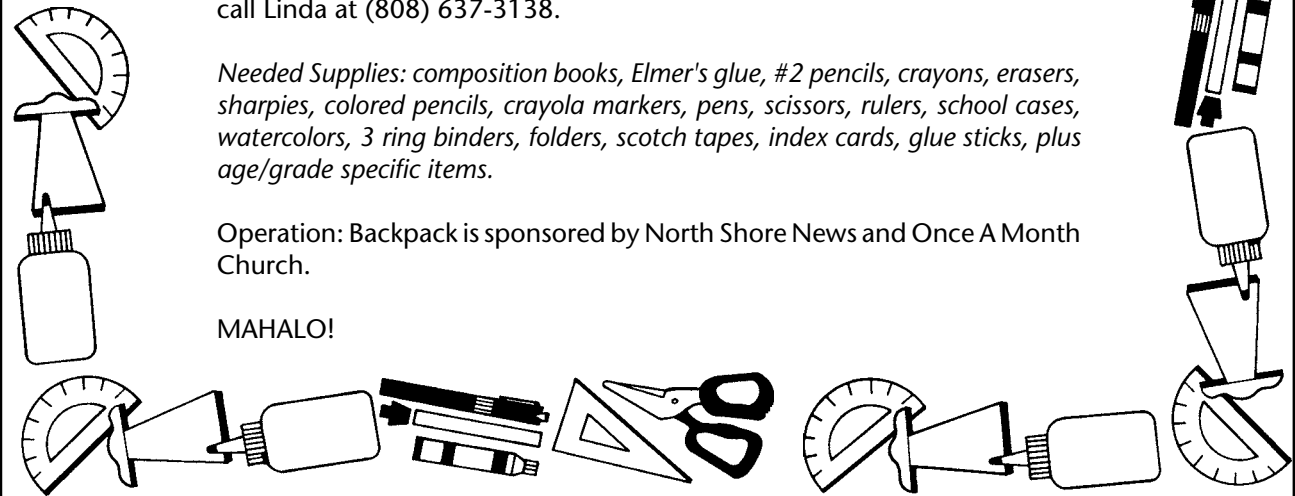 call Linda at (808) 637-3138.
Needed Supplies: composition books, Elmer's glue, #2 pencils, crayons, erasers,
sharpies, colored pencils, crayola markers, pens, scissors, rulers, school cases,
watercolors, 3 ring binders, folders, scotch tapes, index cards, glue sticks, plus
age/grade specific items.
Operation: Backpack is sponsored by North Shore News and Once A Month
Church.
MAHALO!